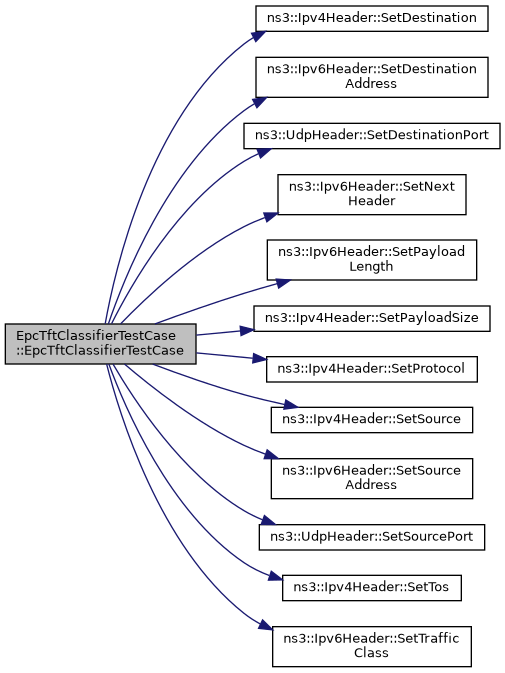 ns3::Ipv4Header::SetDestination
ns3::Ipv6Header::SetDestination
Address
ns3::UdpHeader::SetDestinationPort
ns3::Ipv6Header::SetNext
Header
ns3::Ipv6Header::SetPayload
Length
EpcTftClassifierTestCase
::EpcTftClassifierTestCase
ns3::Ipv4Header::SetPayloadSize
ns3::Ipv4Header::SetProtocol
ns3::Ipv4Header::SetSource
ns3::Ipv6Header::SetSource
Address
ns3::UdpHeader::SetSourcePort
ns3::Ipv4Header::SetTos
ns3::Ipv6Header::SetTraffic
Class